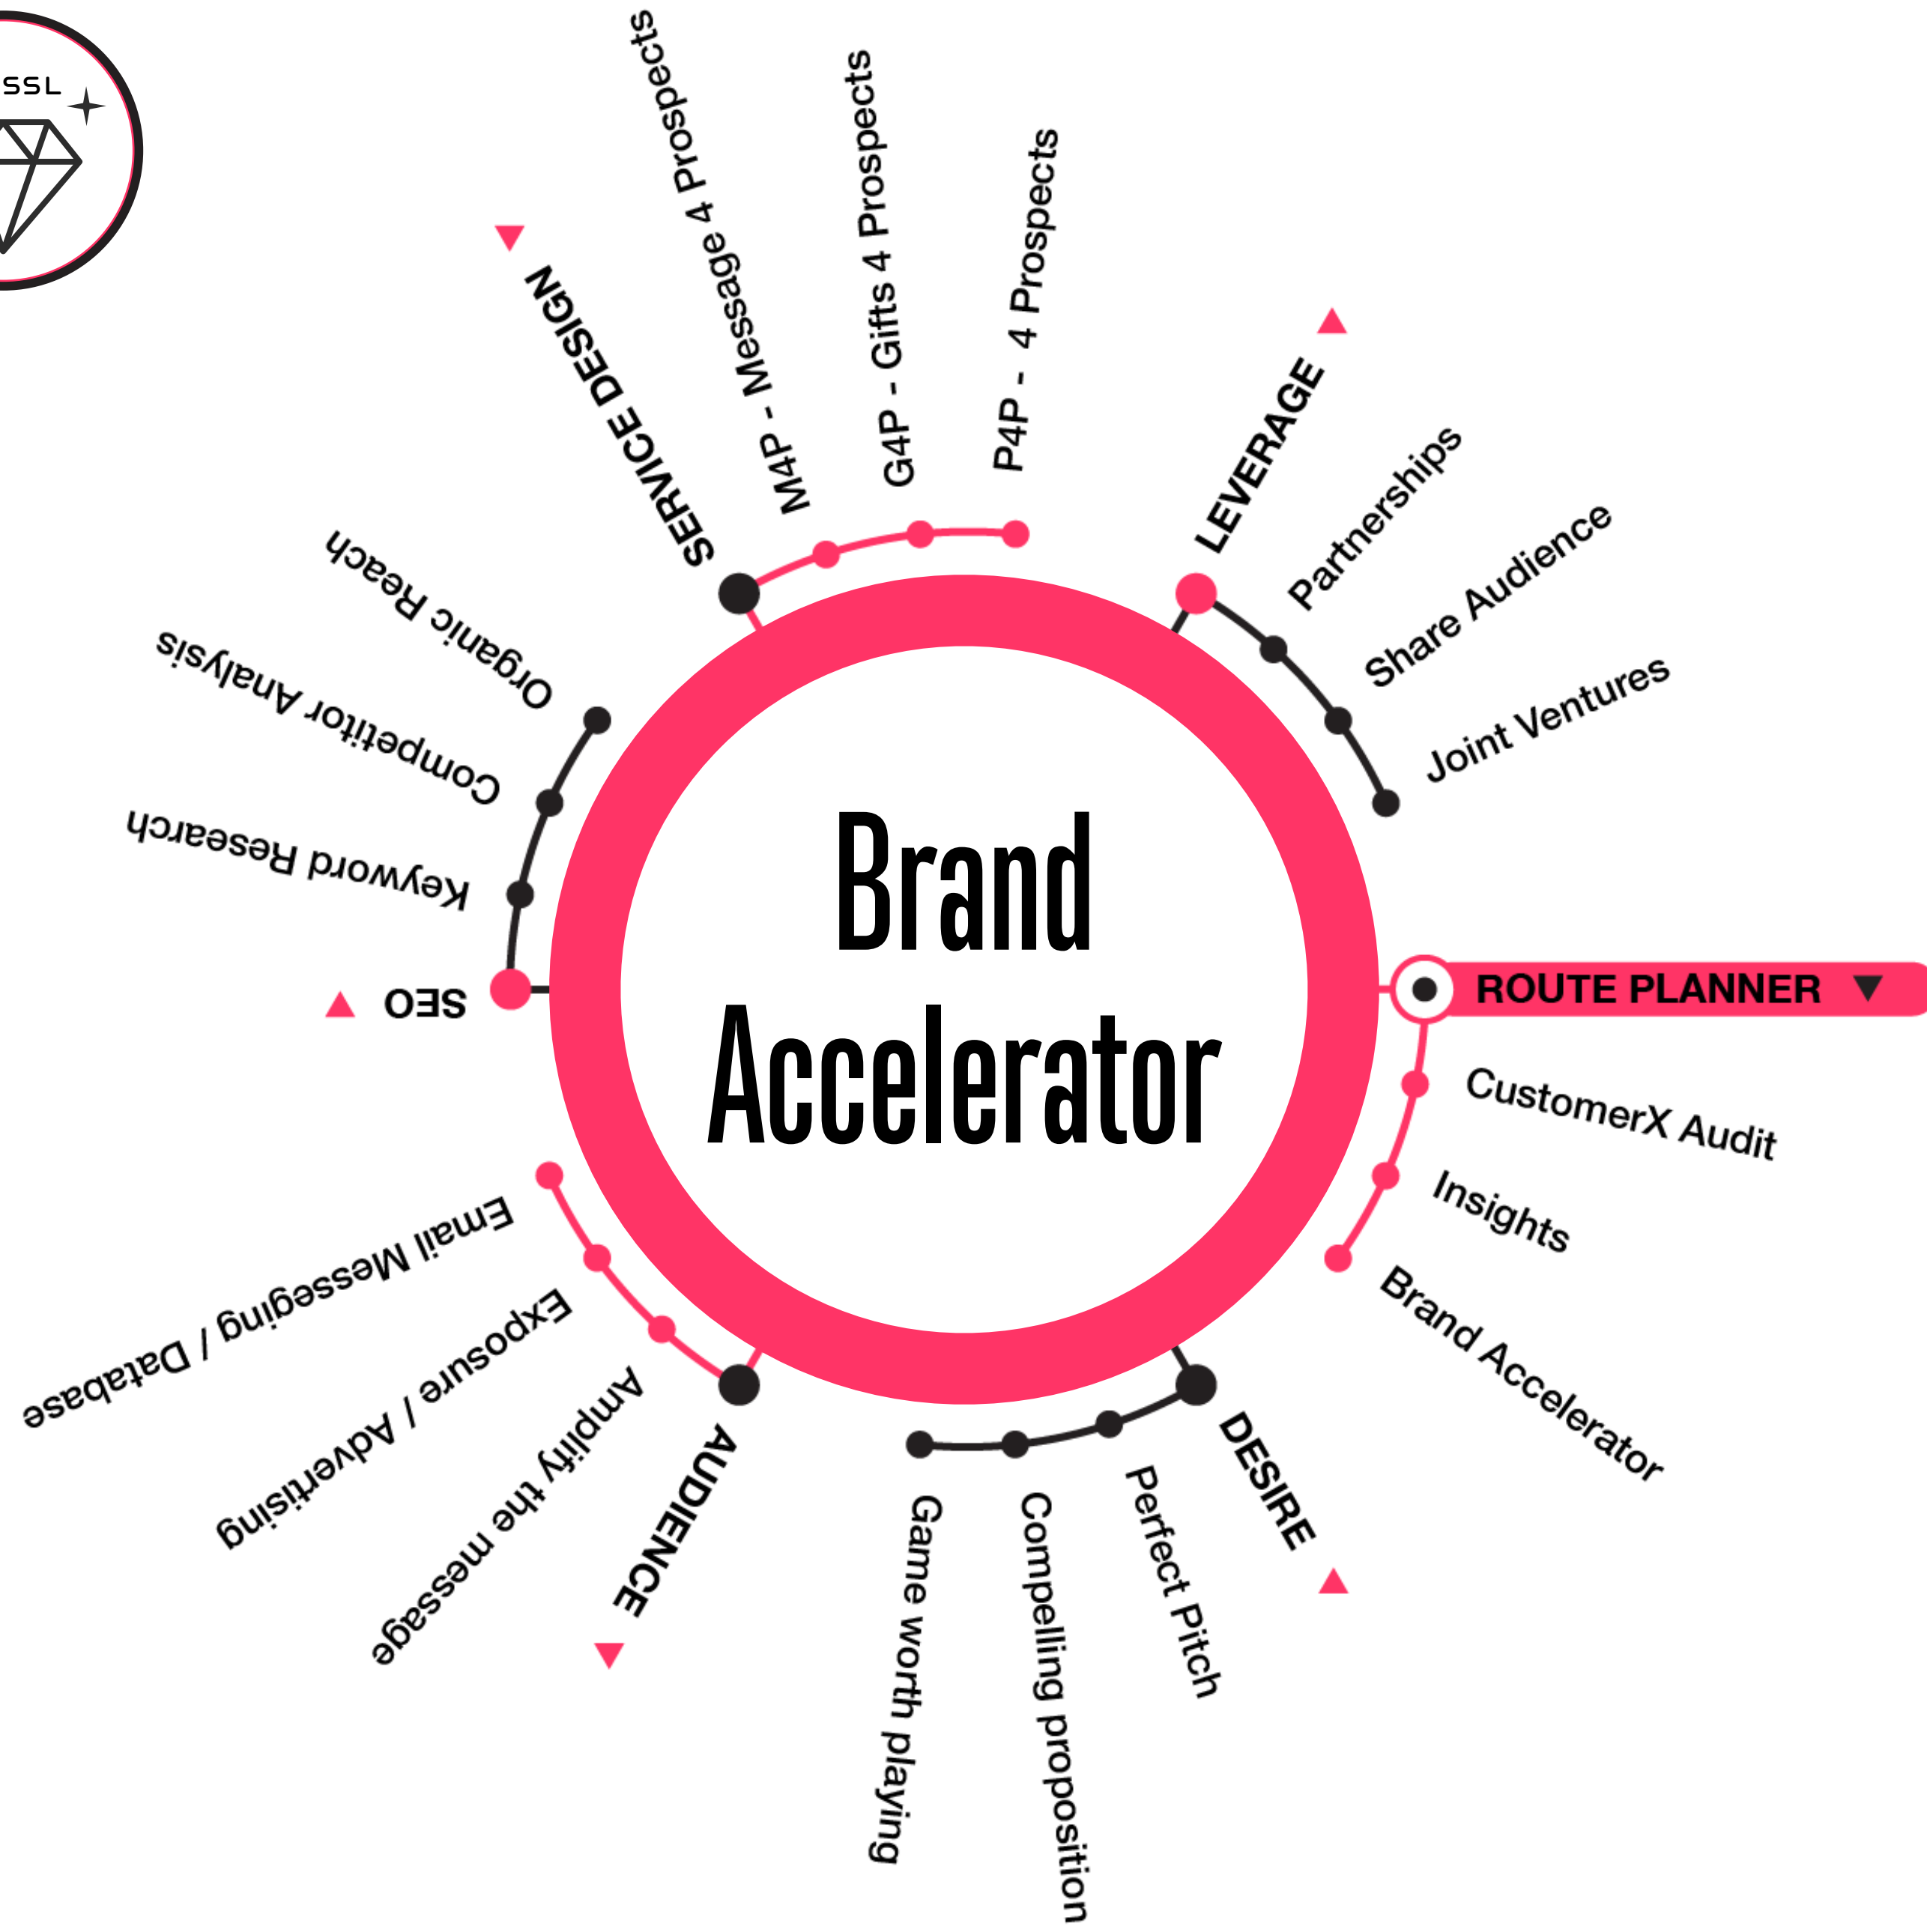 SSL
Brand
Accelerator
ROUTE PLANNER
CustomerX Audit
Insights
Brand Accelerator
DESIRE
Perfect Pitch
Compelling proposition
Game worth playing
AUDIENCE
Amplify the message
Exposure / Advertising
Email Messeging / Database
SEO
Keyword Research
Competitor Analysis
Organic Reach
SERVICE DESIGN
M4P - Message 4 Prospects
G4P - Gifts 4 Prospects
P4P - 4 Prospects
LEVERAGE
Partnerships
Share Audience
Joint Ventures